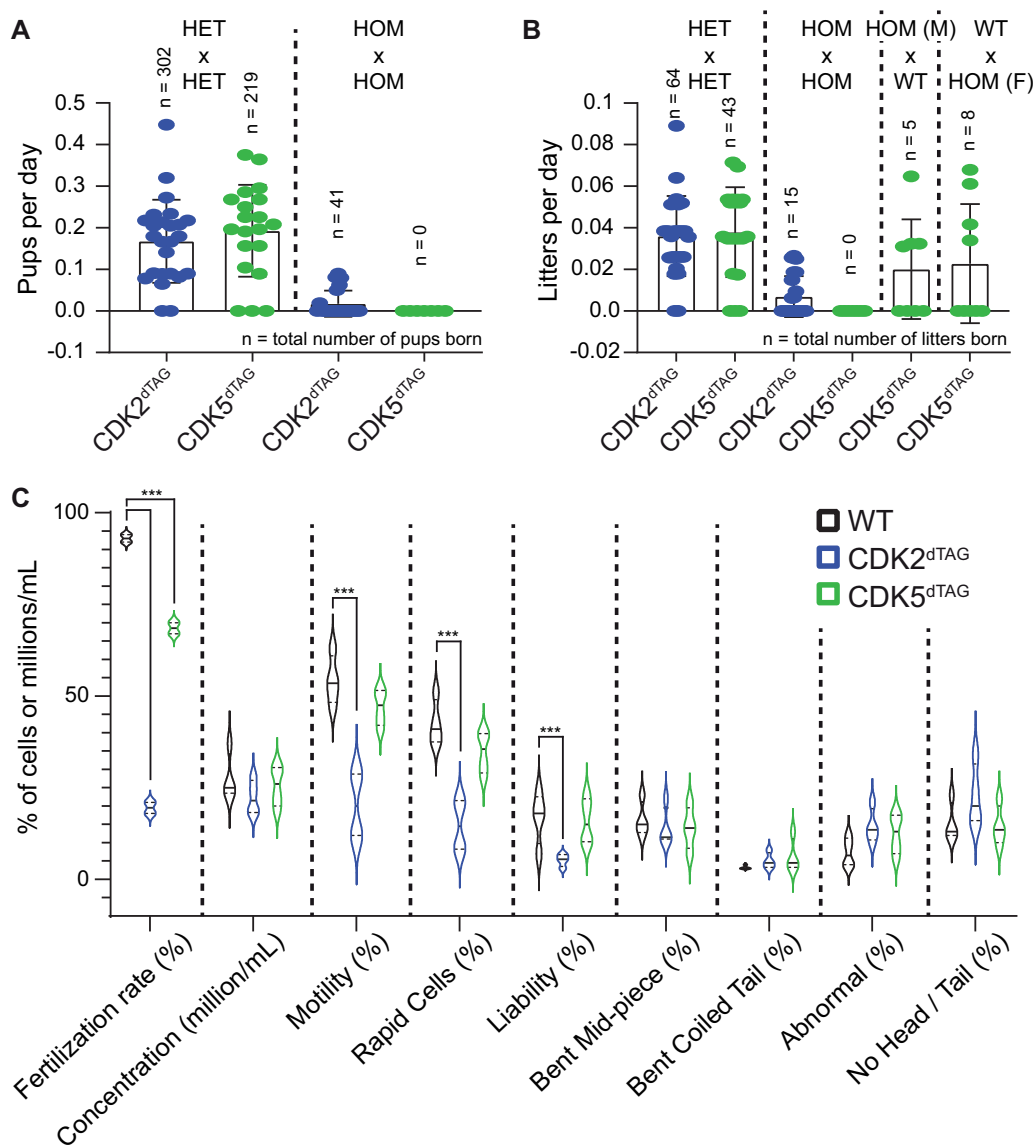 A
HET
x
HET
HOM
x
HOM
n = 302
n = 219
n = 41
n = 0
Pups per day
0.5
0.4
0.3
0.2
0.1
0.0
-0.1
n = total number of pups born
CDK2dTAG
CDK5dTAG
CDK2dTAG
CDK5dTAG
B
HET
x
HET
HOM
x
HOM
HOM (M)
x
WT
WT
x
HOM (F)
n = 64
n = 43
n = 15
n = 0
n = 5
n = 8
Litters per day
0.1
0.08
0.06
0.04
0.02
0.0
-0.02
n = total number of litters born
CDK2dTAG
CDK5dTAG
CDK2dTAG
CDK5dTAG
CDK5dTAG
CDK5dTAG
C
% of cells or millions/mL
100
50
0
***
***
***
***
WT
CDK2dTAG
CDK5dTAG
Fertilization rate (%)
Concentration (million/mL)
Motility (%)
Rapid Cells (%)
Liability (%)
Bent Mid-piece (%)
Bent Coiled Tail (%)
Abnormal (%)
No Head / Tail (%)